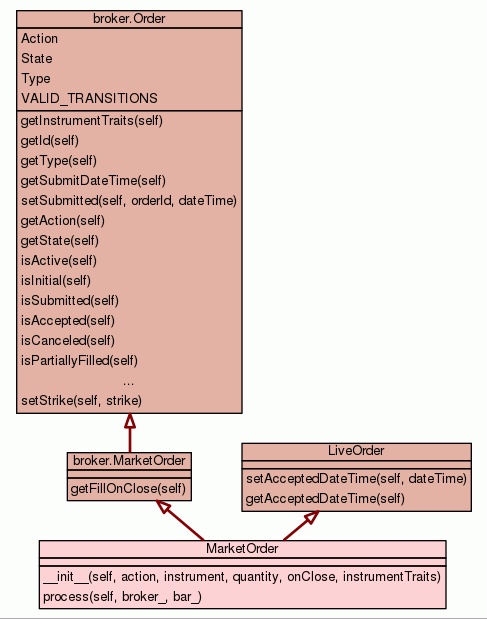 broker.Order
Action
State
Type
VALID_TRANSITIONS
getInstrumentTraits(self)
getId(self)
getType(self)
getSubmitDateTime(self)
setSubmitted(self, orderId, dateTime)
getAction(self)
getState(self)
isActive(self)
isInitial(self)
isSubmitted(self)
isAccepted(self)
isCanceled(self)
isPartiallyFilled(self)
...
setStrike(self, strike)
broker.MarketOrder
getFillOnClose(self)
LiveOrder
setAcceptedDateTime(self, dateTime)
getAcceptedDateTime(self)
MarketOrder
__init__(self, action, instrument, quantity, onClose, instrumentTraits)
process(self, broker_, bar_)